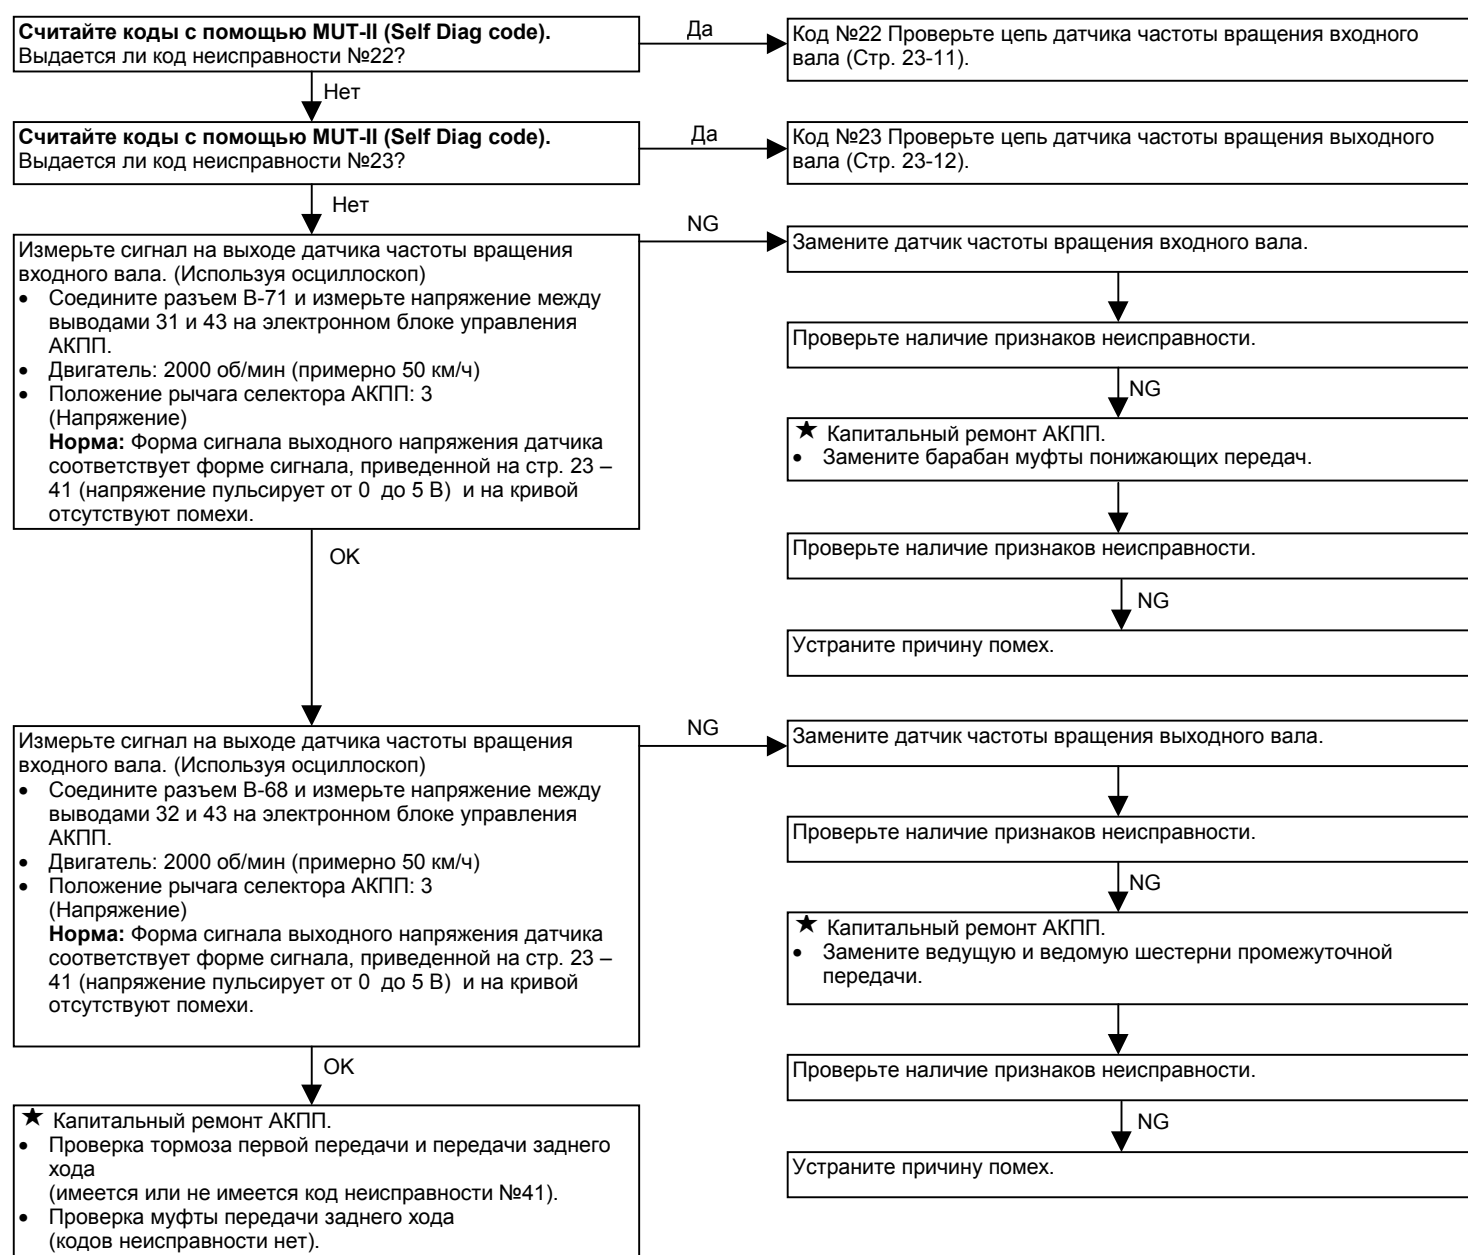 Считайте коды с помощью MUT-II (Self Diag code).
Выдается ли код неисправности №22?
Да
Код №22 Проверьте цепь датчика частоты вращения входного
вала (Стр. 23-11).
Нет
Считайте коды с помощью MUT-II (Self Diag code).
Выдается ли код неисправности №23?
Да
Код №23 Проверьте цепь датчика частоты вращения выходного
вала (Стр. 23-12).
Нет
Измерьте сигнал на выходе датчика частоты вращения
входного вала. (Используя осциллоскоп)
• Соедините разъем В-71 и измерьте напряжение между
выводами 31 и 43 на электронном блоке управления
АКПП.
• Двигатель: 2000 об/мин (примерно 50 км/ч)
• Положение рычага селектора АКПП: 3
(Напряжение)
Норма: Форма сигнала выходного напряжения датчика
соответствует форме сигнала, приведенной на стр. 23 –
41 (напряжение пульсирует от 0 до 5 В) и на кривой
отсутствуют помехи.
NG
Замените датчик частоты вращения входного вала.
Проверьте наличие признаков неисправности.
NG
★ Капитальный ремонт АКПП.
• Замените барабан муфты понижающих передач.
Проверьте наличие признаков неисправности.
NG
Устраните причину помех.
OK
Измерьте сигнал на выходе датчика частоты вращения
входного вала. (Используя осциллоскоп)
• Соедините разъем В-68 и измерьте напряжение между
выводами 32 и 43 на электронном блоке управления
АКПП.
• Двигатель: 2000 об/мин (примерно 50 км/ч)
• Положение рычага селектора АКПП: 3
(Напряжение)
Норма: Форма сигнала выходного напряжения датчика
соответствует форме сигнала, приведенной на стр. 23 –
41 (напряжение пульсирует от 0 до 5 В) и на кривой
отсутствуют помехи.
NG
Замените датчик частоты вращения выходного вала.
Проверьте наличие признаков неисправности.
NG
★ Капитальный ремонт АКПП.
• Замените ведущую и ведомую шестерни промежуточной
передачи.
Проверьте наличие признаков неисправности.
NG
Устраните причину помех.
OK
★ Капитальный ремонт АКПП.
• Проверка тормоза первой передачи и передачи заднего
хода
(имеется или не имеется код неисправности №41).
• Проверка муфты передачи заднего хода
(кодов неисправности нет).